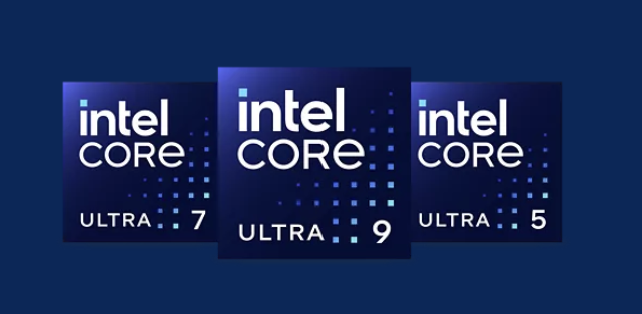 intel
CORE
ULTRA 7
intel
CORE
ULTRA 9
intel
CORE
ULTRA 5